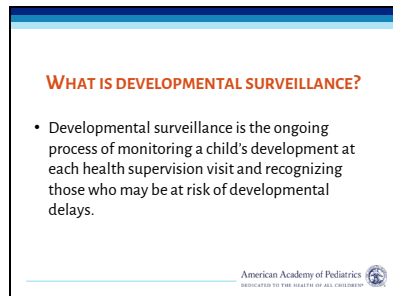 WHAT IS DEVELOPMENTAL SURVEILLANCE?
• Developmental surveillance is the ongoing
process of monitoring a child's development at
each health supervision visit and recognizing
those who may be at risk of developmental
delays.
American Academy of Pediatrics
DEDICATED TO THE HEALTH OF ALL CHILDREN®